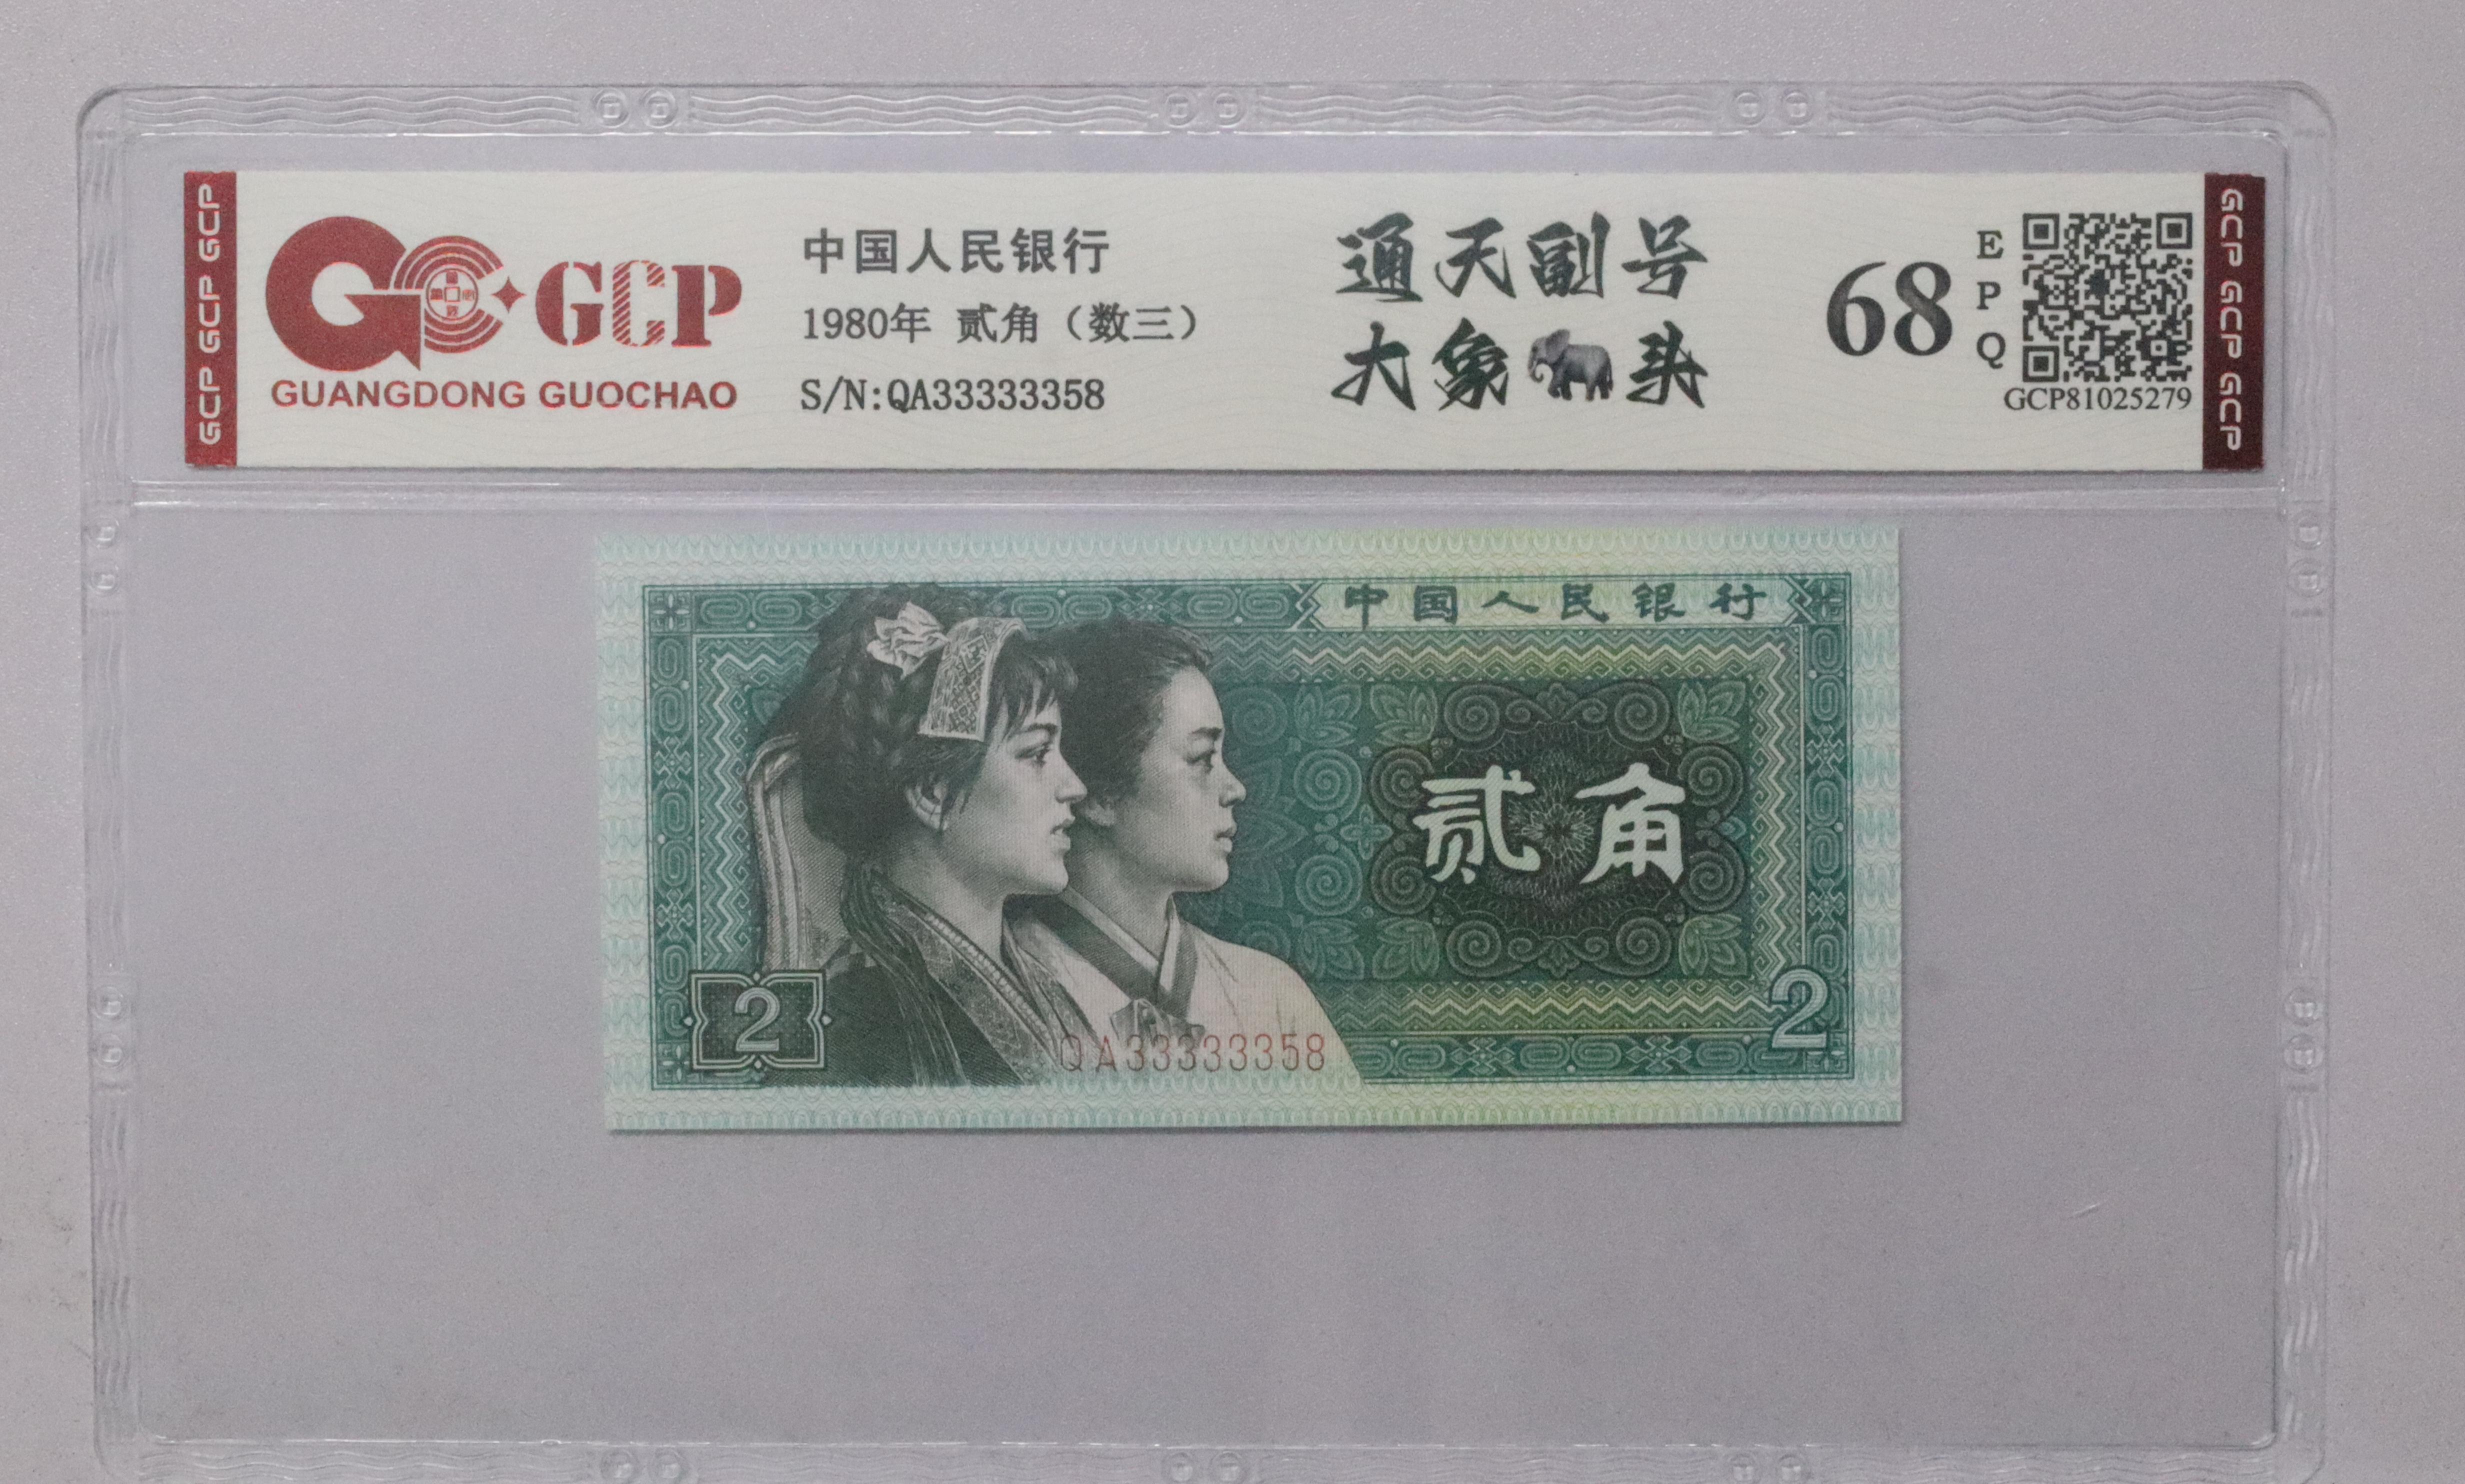 GCP GCP GCP
GCP
GUANGDONG GUOCHAO
中国人民银行
1980年 贰角（数三）
S/N:QA33333358
通天副号
大象头
68
EPQ
GCP81025279
GCP GCP GCP
中国人民银行
贰角
2
QA33333358
2